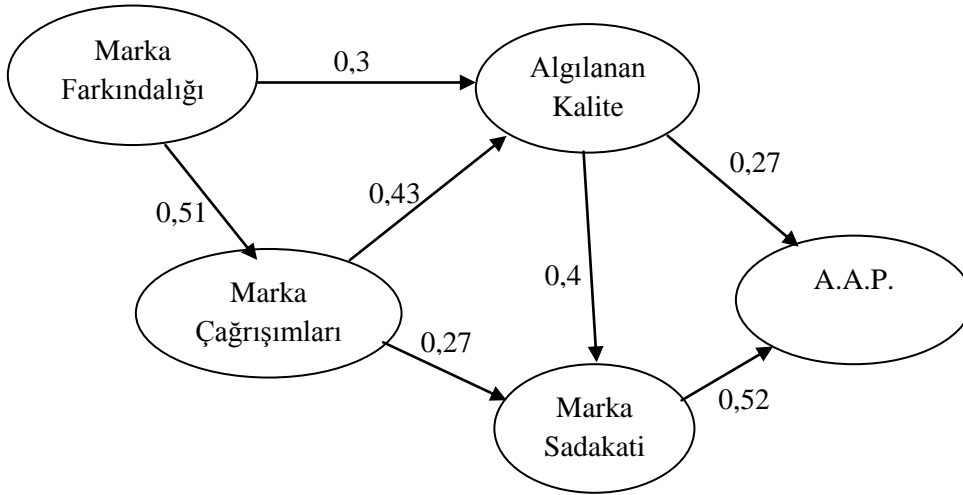 Marka
Farkındalığı
0,3
Algılanan
Kalite
0,51
0,43
0,27
Marka
Çağrışımları
0,4
A.A.P.
0,27
Marka
Sadakati
0,52